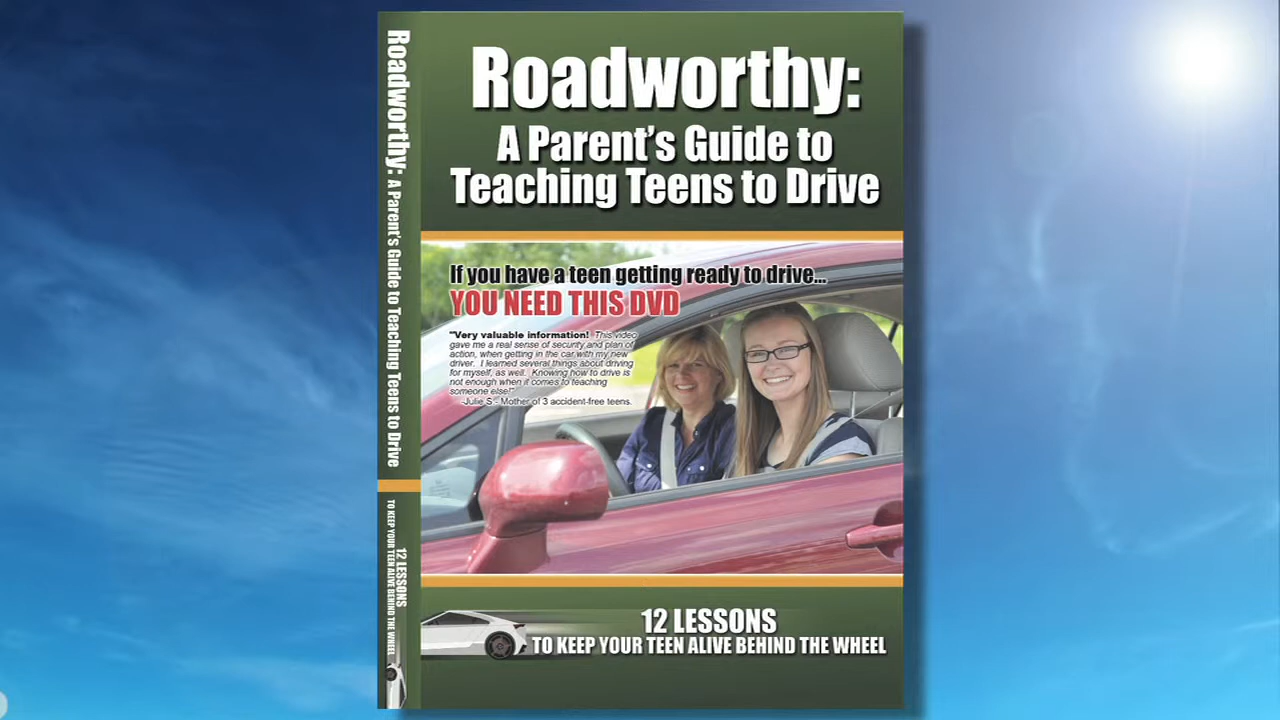 Roadworthy:
A Parent's Guide to
Teaching Teens to Drive
If you have a teen getting ready to drive...
YOU NEED THIS DVD
"Very valuable information! This video
gave me a real sense of security and plan of
action, when getting in the car with my new
driver. I learned several things about driving
for myself, as well. Knowing how to drive is
not enough when it comes to teaching
someone else!"
-Julie S - Mother of 3 accident-free teens.
12 LESSONS
TO KEEP YOUR TEEN ALIVE BEHIND THE WHEEL
Roadworthy: A Parent's Guide to Teaching Teens to Drive
12 LESSONS
TO KEEP YOUR TEEN ALIVE BEHIND THE WHEEL